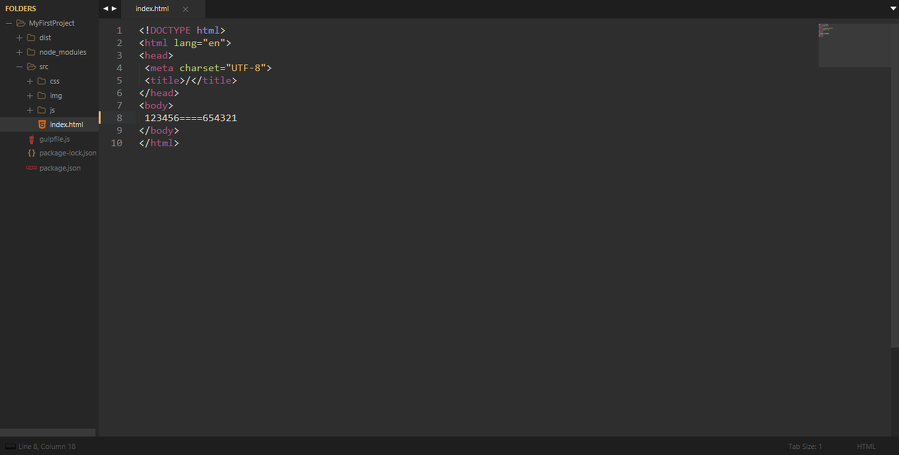 FOLDERS
MyFirstProject
dist
node_modules
src
css
img
js
index.html
gulpfile.js
package-lock.json
package.json
index.html
1 <!DOCTYPE html>
2 <html lang="en">
3 <head>
4 <meta charset="UTF-8">
5 <title>/</title>
6 </head>
7 <body>
8 123456====654321
9 </body>
10 </html>
Line 8, Column 18
Tab Size: 1
HTML